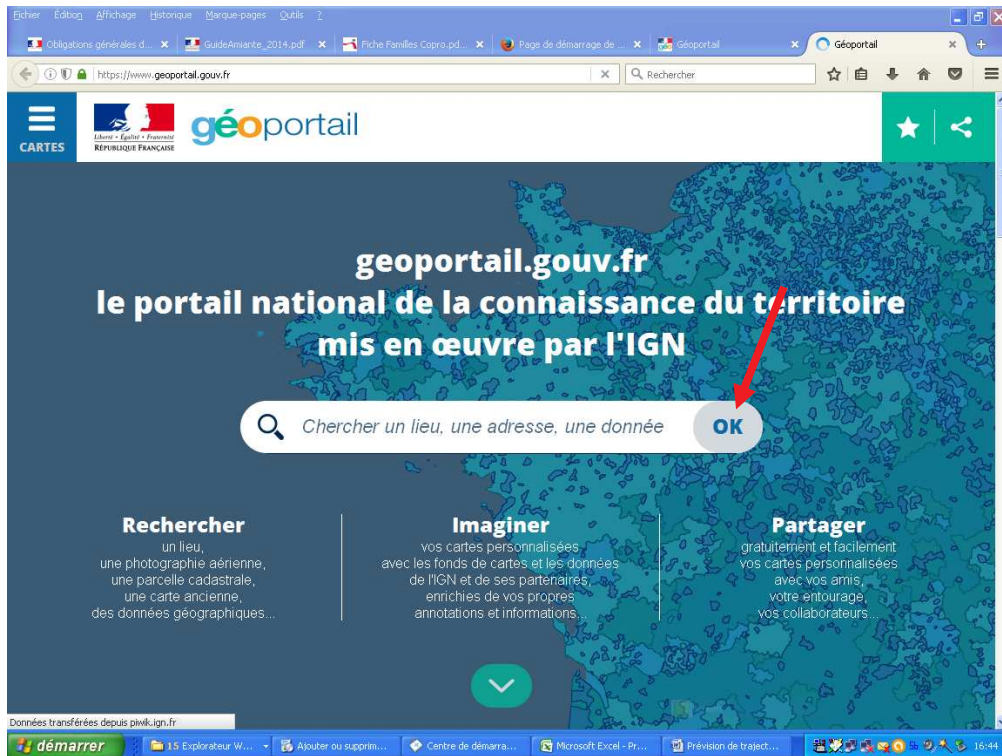 Fichier Édition Affichage Historique Marque-pages Outils ?
Obligations générales d... GuideAmiante_2014.pdf Fiche Familles Copro.pd... Page de démarrage de ... Géoportail Géoportail
https://www.geoportail.gouv.fr Rechercher
CARTES
Liberté • Égalité • Fraternité
RÉPUBLIQUE FRANÇAISE
géoportail
geoportail.gouv.fr
le portail national de la connaissance du territoire
mis en œuvre par l'IGN
Chercher un lieu, une adresse, une donnée OK
Rechercher
un lieu,
une photographie aérienne,
une parcelle cadastrale,
une carte ancienne,
des données géographiques...
Imaginer
vos cartes personnalisées
avec les fonds de cartes et les données
de l'IGN et de ses partenaires,
enrichies de vos propres
annotations et informations...
Partager
gratuitement et facilement
vos cartes personnalisées
avec vos amis,
votre entourage,
vos collaborateurs...
Données transférées depuis piwik.ign.fr
démarrer 15 Explorateur W... Ajouter ou supprim... Centre de démarra... Microsoft Excel - Pr... Prévision de traject... 16:44